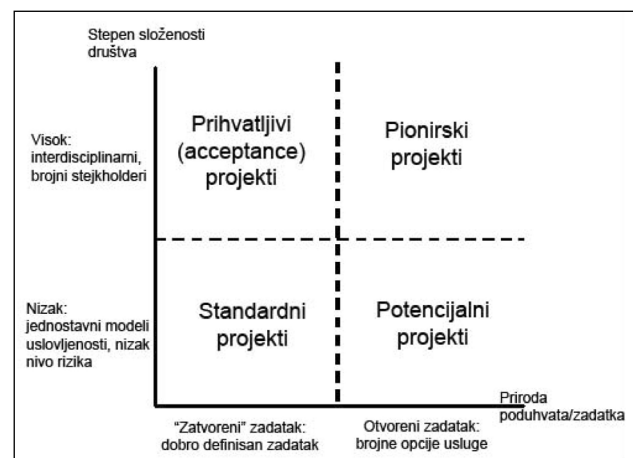 Stepen složenosti
društva
Visok:
interdisciplinarni,
brojni stejkholderi
Prihvatljivi
(acceptance)
projekti
Pionirski
projekti
Nizak:
jednostavni modeli
uslovljenosti, nizak
nivo rizika
Standardni
projekti
Potencijalni
projekti
Priroda
poduhvata/zadatka
“Zatvoreni” zadatak:
dobro definisan zadatak
Otvoreni zadatak:
brojne opcije usluge